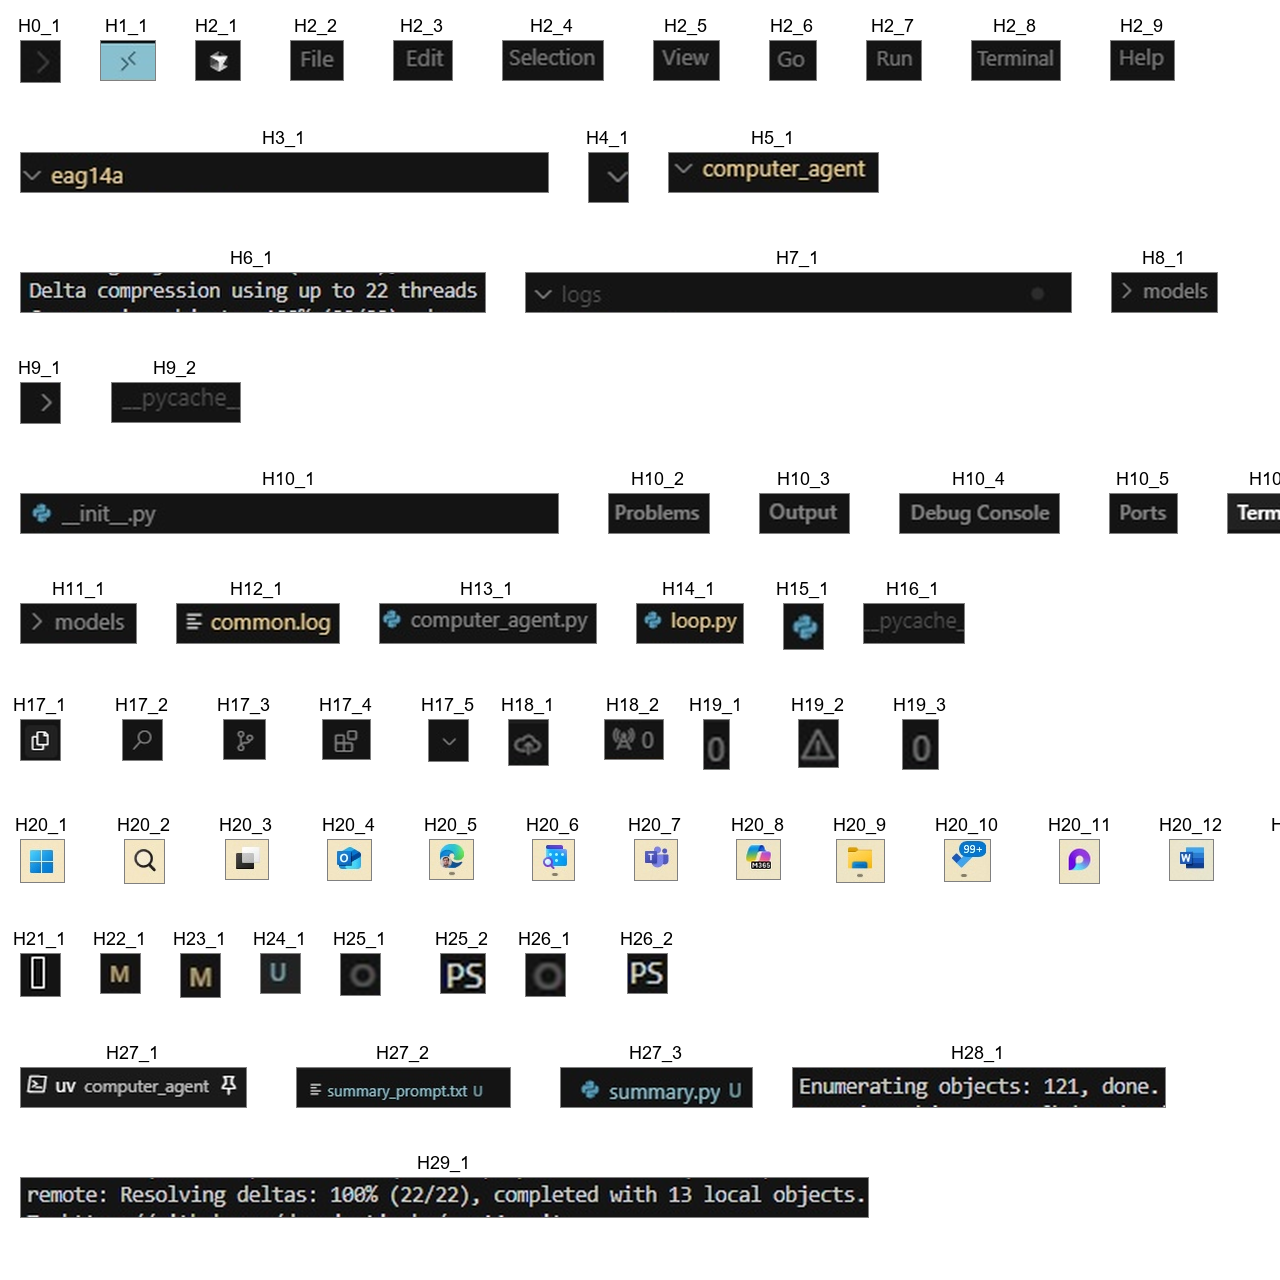 H0_1 H1_1 H2_1 H2_2 H2_3 H2_4 H2_5 H2_6 H2_7 H2_8 H2_9
File Edit Selection View Go Run Terminal Help
H3_1 H4_1 H5_1
eag14a computer_agent
H6_1 H7_1 H8_1
Delta compression using up to 22 threads logs models
H9_1 H9_2
__pycache_
H10_1 H10_2 H10_3 H10_4 H10_5 H10
__init__.py Problems Output Debug Console Ports Term
H11_1 H12_1 H13_1 H14_1 H15_1 H16_1
models common.log computer_agent.py loop.py __pycache_
H17_1 H17_2 H17_3 H17_4 H17_5 H18_1 H18_2 H19_1 H19_2 H19_3
0 0 0
H20_1 H20_2 H20_3 H20_4 H20_5 H20_6 H20_7 H20_8 H20_9 H20_10 H20_11 H20_12 H
O T M365 99+ W
H21_1 H22_1 H23_1 H24_1 H25_1 H25_2 H26_1 H26_2
M M U PS PS
H27_1 H27_2 H27_3 H28_1
uv computer_agent summary_prompt.txt U summary.py U Enumerating objects: 121, done.
H29_1
remote: Resolving deltas: 100% (22/22), completed with 13 local objects.